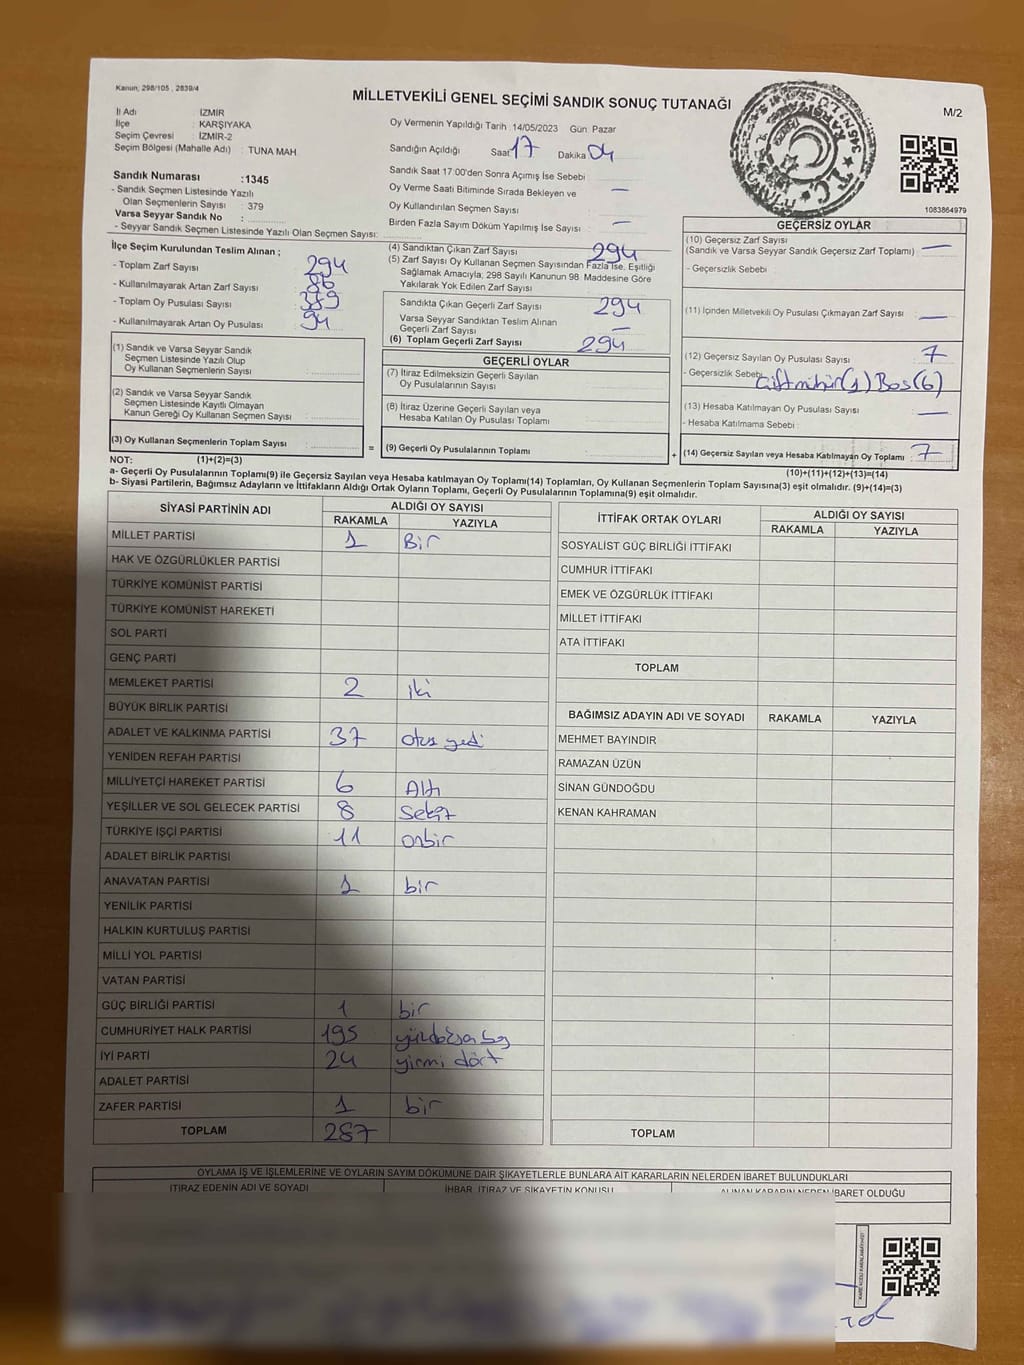 Kanun; 298/105 , 2839/4
MİLLETVEKİLİ GENEL SEÇİMİ SANDIK SONUÇ TUTANAĞI
M/2
İl Adı : İZMİR
İlçe : KARŞIYAKA
Seçim Çevresi : İZMİR-2
Seçim Bölgesi (Mahalle Adı) : TUNA MAH.
Oy Vermenin Yapıldığı Tarih 14/05/2023 Gün: Pazar
Sandığın Açıldığı Saat 17 Dakika 04
Sandık Saat 17:00'den Sonra Açımış İse Sebebi
Oy Verme Saati Bitiminde Sırada Bekleyen ve —
Oy Kullandırılan Seçmen Sayısı :
Birden Fazla Sayım Döküm Yapılmış İse Sayısı : —
1083864979
Sandık Numarası : 1345
- Sandık Seçmen Listesinde Yazılı
Olan Seçmenlerin Sayısı : 379
Varsa Seyyar Sandık No :
- Seyyar Sandık Seçmen Listesinde Yazılı Olan Seçmen Sayısı:
İlçe Seçim Kurulundan Teslim Alınan ;
- Toplam Zarf Sayısı : 294
- Kullanılmayarak Artan Zarf Sayısı : 86
- Toplam Oy Pusulası Sayısı : 389
- Kullanılmayarak Artan Oy Pusulası : 94
(4) Sandıktan Çıkan Zarf Sayısı : 294
(5) Zarf Sayısı Oy Kullanan Seçmen Sayısından Fazla İse, Eşitliği
Sağlamak Amacıyla; 298 Sayılı Kanunun 98. Maddesine Göre
Yakılarak Yok Edilen Zarf Sayısı
Sandıkta Çıkan Geçerli Zarf Sayısı : 294
Varsa Seyyar Sandıktan Teslim Alınan
Geçerli Zarf Sayısı : —
(6) Toplam Geçerli Zarf Sayısı : 294
GEÇERSİZ OYLAR
(10) Geçersiz Zarf Sayısı
(Sandık ve Varsa Seyyar Sandık Geçersiz Zarf Toplamı) : —
- Geçersizlik Sebebi :
(11) İçinden Milletvekili Oy Pusulası Çıkmayan Zarf Sayısı : —
(12) Geçersiz Sayılan Oy Pusulası Sayısı : 7
- Geçersizlik Sebebi : çift mühür(1) Boş(6)
(13) Hesaba Katılmayan Oy Pusulası Sayısı : —
- Hesaba Katılmama Sebebi :
(14) Geçersiz Sayılan veya Hesaba Katılmayan Oy Toplamı : 7
(10)+(11)+(12)+(13)=(14)
(1) Sandık ve Varsa Seyyar Sandık
Seçmen Listesinde Yazılı Olup
Oy Kullanan Seçmenlerin Sayısı :
(2) Sandık ve Varsa Seyyar Sandık
Seçmen Listesinde Kayıtlı Olmayan
Kanun Gereği Oy Kullanan Seçmen Sayısı :
(3) Oy Kullanan Seçmenlerin Toplam Sayısı : =
GEÇERLİ OYLAR
(7) İtiraz Edilmeksizin Geçerli Sayılan
Oy Pusulalarının Sayısı :
(8) İtiraz Üzerine Geçerli Sayılan veya
Hesaba Katılan Oy Pusulası Toplamı :
(9) Geçerli Oy Pusulalarının Toplamı : +
NOT: (1)+(2)=(3)
a- Geçerli Oy Pusulalarının Toplamı(9) ile Geçersiz Sayılan veya Hesaba katılmayan Oy Toplamı(14) Toplamları, Oy Kullanan Seçmenlerin Toplam Sayısına(3) eşit olmalıdır. (9)+(14)=(3)
b- Siyasi Partilerin, Bağımsız Adayların ve İttifakların Aldığı Ortak Oyların Toplamı, Geçerli Oy Pusulalarının Toplamına(9) eşit olmalıdır.
SİYASİ PARTİNİN ADI ALDIĞI OY SAYISI
RAKAMLA YAZIYLA
MİLLET PARTİSİ 1 Bir
HAK VE ÖZGÜRLÜKLER PARTİSİ
TÜRKİYE KOMÜNİST PARTİSİ
TÜRKİYE KOMÜNİST HAREKETİ
SOL PARTİ
GENÇ PARTİ
MEMLEKET PARTİSİ 2 iki
BÜYÜK BİRLİK PARTİSİ
ADALET VE KALKINMA PARTİSİ 37 otuz yedi
YENİDEN REFAH PARTİSİ
MİLLİYETÇİ HAREKET PARTİSİ 6 Altı
YEŞİLLER VE SOL GELECEK PARTİSİ 8 Sekiz
TÜRKİYE İŞÇİ PARTİSİ 11 onbir
ADALET BİRLİK PARTİSİ
ANAVATAN PARTİSİ 1 bir
YENİLİK PARTİSİ
HALKIN KURTULUŞ PARTİSİ
MİLLİ YOL PARTİSİ
VATAN PARTİSİ
GÜÇ BİRLİĞİ PARTİSİ 1 bir
CUMHURİYET HALK PARTİSİ 195 yüzdoksan beş
İYİ PARTİ 24 yirmi dört
ADALET PARTİSİ
ZAFER PARTİSİ 1 bir
TOPLAM 287
İTTİFAK ORTAK OYLARI ALDIĞI OY SAYISI
RAKAMLA YAZIYLA
SOSYALİST GÜÇ BİRLİĞİ İTTİFAKI
CUMHUR İTTİFAKI
EMEK VE ÖZGÜRLÜK İTTİFAKI
MİLLET İTTİFAKI
ATA İTTİFAKI
TOPLAM
BAĞIMSIZ ADAYIN ADI VE SOYADI RAKAMLA YAZIYLA
MEHMET BAYINDIR
RAMAZAN ÜZÜN
SİNAN GÜNDOĞDU
KENAN KAHRAMAN
TOPLAM
OYLAMA İŞ VE İŞLEMLERİNE VE OYLARIN SAYIM DÖKÜMÜNE DAİR ŞİKAYETLERLE BUNLARA AİT KARARLARIN NELERDEN İBARET BULUNDUKLARI
İTİRAZ EDENİN ADI VE SOYADI İHBAR, İTİRAZ VE ŞİKAYETİN KONUSU ALINAN KARARIN NEDEN İBARET OLDUĞU